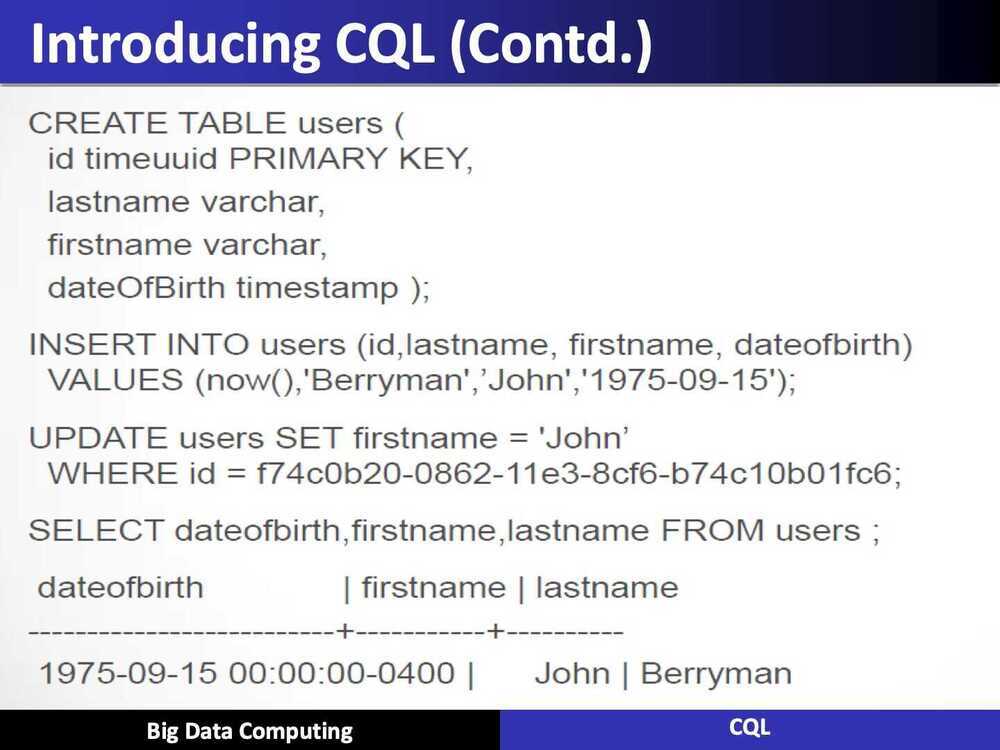 Introducing CQL (Contd.)
CREATE TABLE users (
id timeuuid PRIMARY KEY,
lastname varchar,
firstname varchar,
dateOfBirth timestamp );
INSERT INTO users (id,lastname, firstname, dateofbirth)
VALUES (now(),'Berryman',’John','1975-09-15');
UPDATE users SET firstname = 'John’
WHERE id = f74c0b20-0862-11e3-8cf6-b74c10b01fc6;
SELECT dateofbirth,firstname,lastname FROM users ;
dateofbirth | firstname | lastname
--------------------------+-----------+----------
1975-09-15 00:00:00-0400 | John | Berryman
Big Data Computing
CQL